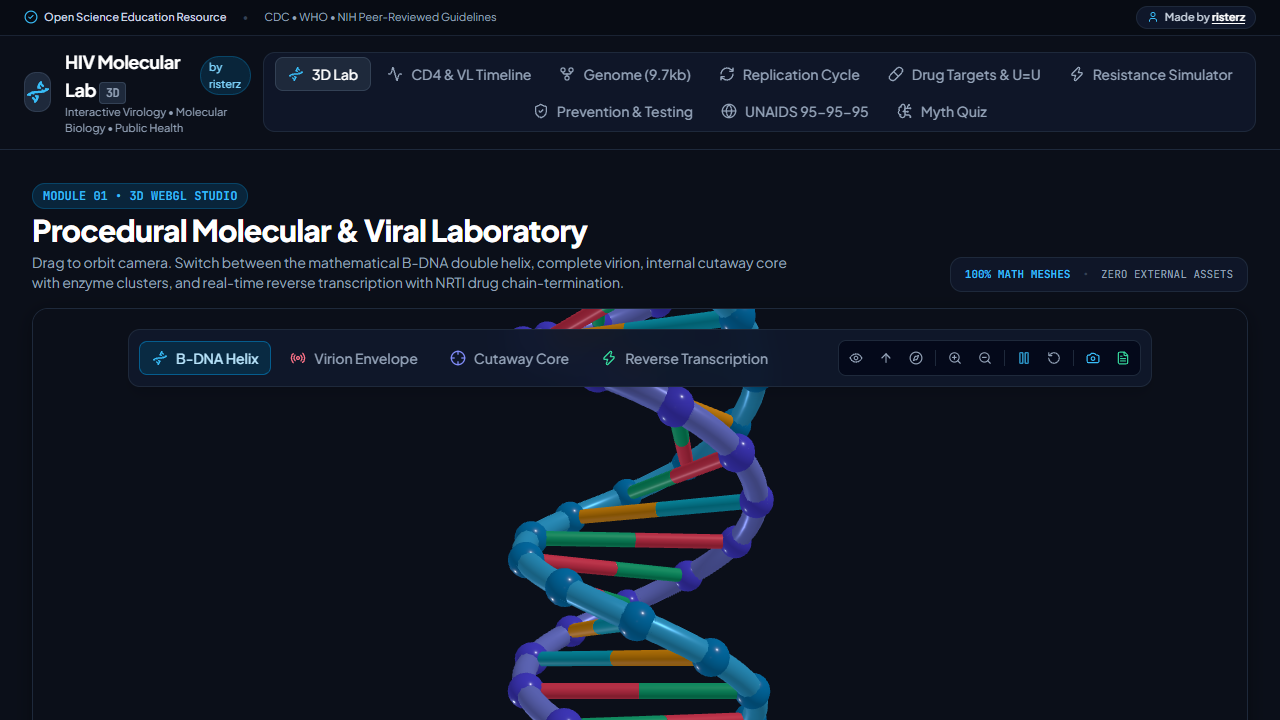 Open Science Education Resource • CDC • WHO • NIH Peer-Reviewed Guidelines
Made by risterz
HIV Molecular
Lab 3D
by
risterz
Interactive Virology • Molecular
Biology • Public Health
3D Lab
CD4 & VL Timeline
Genome (9.7kb)
Replication Cycle
Drug Targets & U=U
Resistance Simulator
Prevention & Testing
UNAIDS 95-95-95
Myth Quiz
MODULE 01 • 3D WEBGL STUDIO
Procedural Molecular & Viral Laboratory
Drag to orbit camera. Switch between the mathematical B-DNA double helix, complete virion, internal cutaway core
with enzyme clusters, and real-time reverse transcription with NRTI drug chain-termination.
100% MATH MESHES • ZERO EXTERNAL ASSETS
B-DNA Helix
Virion Envelope
Cutaway Core
Reverse Transcription